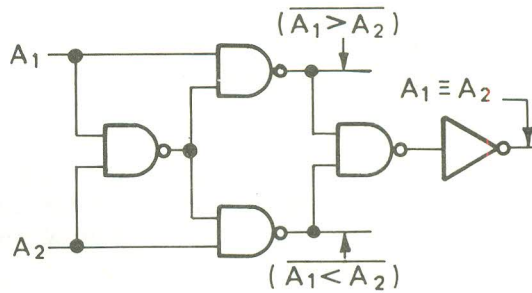 (A₁>A₂)
A₁
A₁ ≡ A₂
A₂
(A₁<A₂)